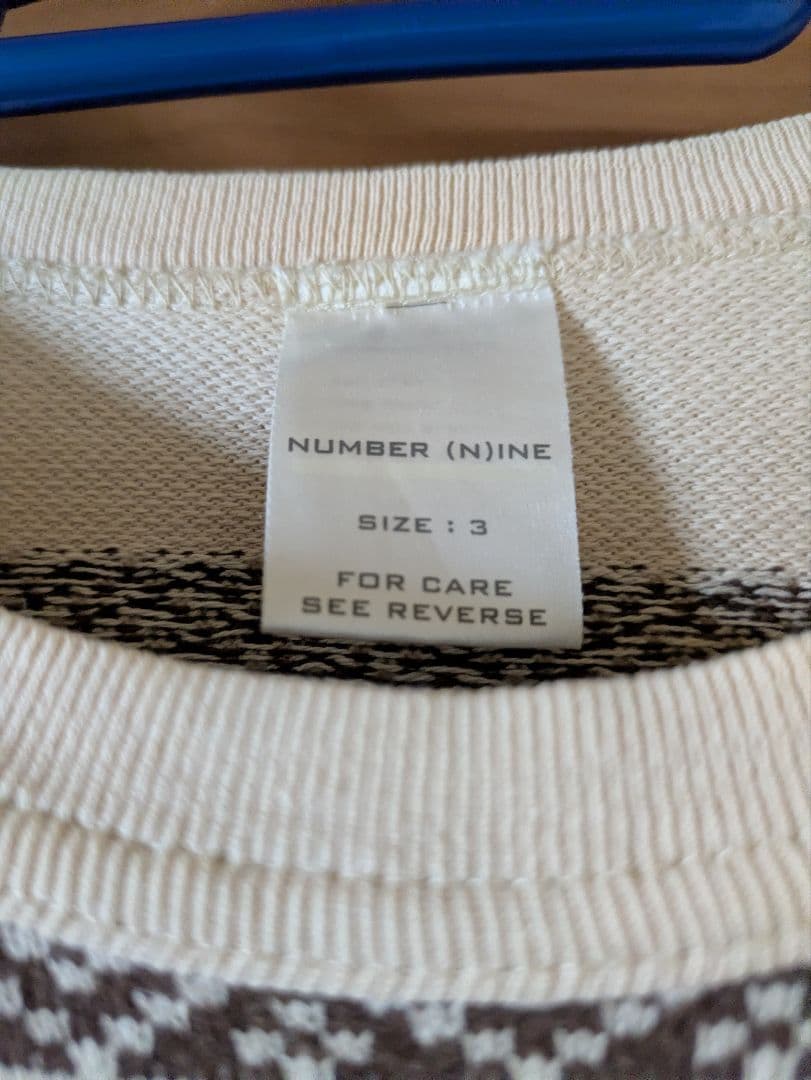 NUMBER (N)INE
SIZE : 3
FOR CARE
SEE REVERSE